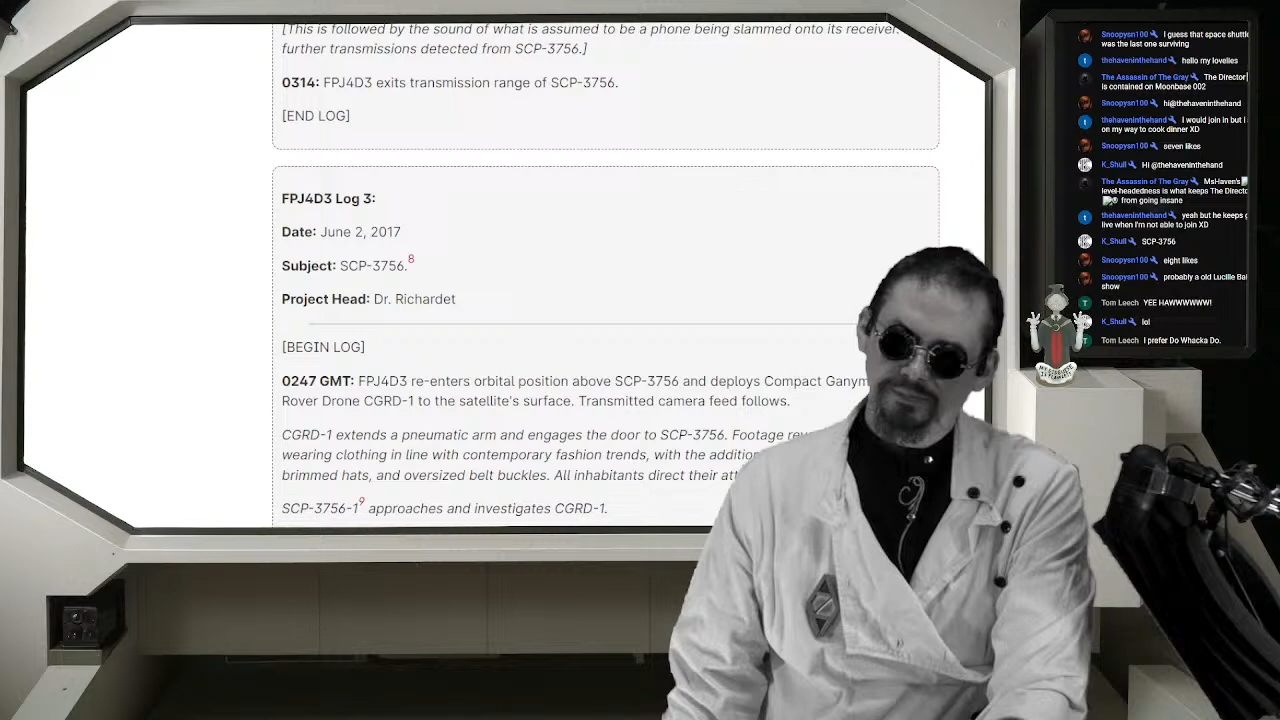 [This is followed by the sound of what is assumed to be a phone being slammed onto its receiver.
further transmissions detected from SCP-3756.]
0314: FPJ4D3 exits transmission range of SCP-3756.
[END LOG]
FPJ4D3 Log 3:
Date: June 2, 2017
Subject: SCP-3756.8
Project Head: Dr. Richardet
[BEGIN LOG]
0247 GMT: FPJ4D3 re-enters orbital position above SCP-3756 and deploys Compact
Rover Drone CGRD-1 to the satellite's surface. Transmitted camera feed follows.
CGRD-1 extends a pneumatic arm and engages the door to SCP-3756. Footage
wearing clothing in line with contemporary fashion trends, with the
brimmed hats, and oversized belt buckles. All inhabitants direct their
SCP-3756-19 approaches and investigates CGRD-1.
Snoopysn100 I guess that space
was the last one surviving
thehaveninthehand hallo my lovelies
The Assassin of The Gray The Director
is contained on Moonbase 002
Snoopysn100 hi@thehaveninthehand
thehaveninthehand I would join in but I
on my way to cook dinner XD
Snoopysn100 seven likes
K_Shull Hi @thehaveninthehand
The Assassin of The Gray MsHaven's
level-headedness is what keeps The
from going insane
thehaveninthehand yeah but he keeps
live when I'm not able to join XD
K_Shull SCP-3756
Snoopysn100 eight likes
Snoopysn100 probably a old Lucille
show
Tom Leech YEE HAWWWWWW!
K_Shull lol
Tom Leech I prefer Do Whacka Do.